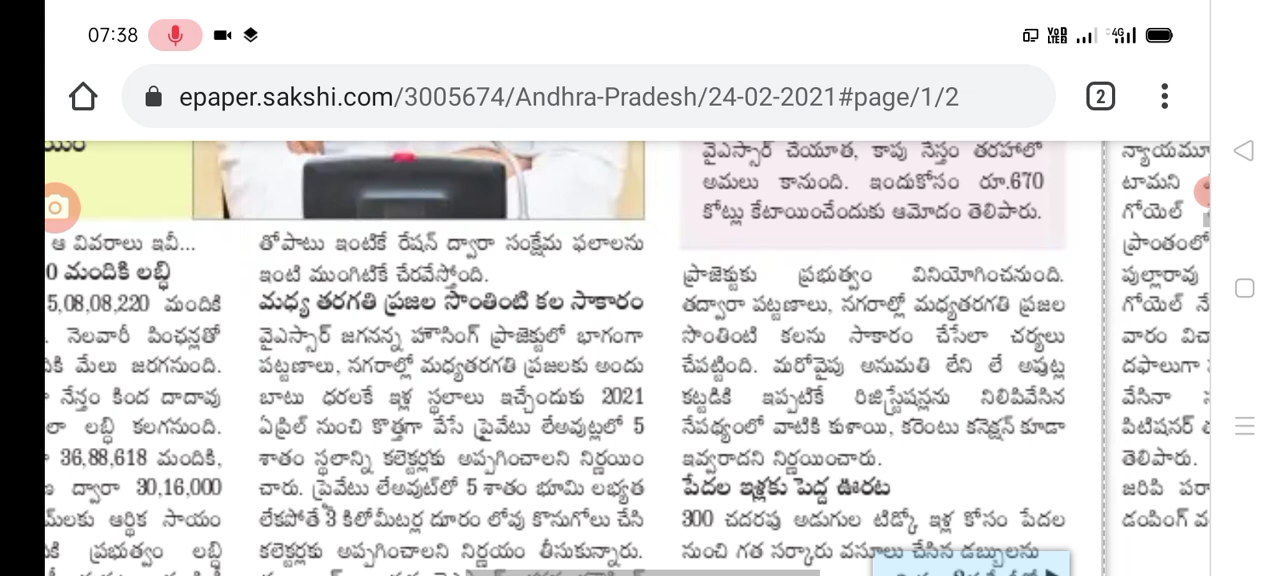 07:38
VoD LTE2 4G
epaper.sakshi.com/3005674/Andhra-Pradesh/24-02-2021#page/1/2
2
ఆ వివరాలు ఇవీ...
0 మందికి లబ్ధి
5,08,08,220 మందికి
. నెలవారీ పింఛన్లతో
మేలు జరగనుంది.
నేస్తం కింద దాదాపు
లా లబ్ధి కలగనుంది.
36,88,618 మందికి,
ద్వారా 30,16,000
ఆర్థిక సాయం
ప్రభుత్వం లబ్ధి
తోపాటు ఇంటికే రేషన్ ద్వారా సంక్షేమ ఫలాలను
ఇంటి ముంగిటికే చేరవేస్తోంది.
మధ్య తరగతి ప్రజల సొంతింటి కల సాకారం
వైఎస్సార్ జగనన్న హౌసింగ్ ప్రాజెక్టులో భాగంగా
పట్టణాలు, నగరాల్లో మధ్యతరగతి ప్రజలకు అందు
బాటు ధరలకే ఇళ్ల స్థలాలు ఇచ్చేందుకు 2021
ఏప్రిల్ నుంచి కొత్తగా వేసే ప్రైవేటు లేఅవుట్లలో 5
శాతం స్థలాన్ని కలెక్టర్లకు అప్పగించాలని నిర్ణయిం
చారు. ప్రైవేటు లేఅవుట్‌లో 5 శాతం భూమి లభ్యత
లేకపోతే 3 కిలోమీటర్ల దూరం లోపు కొనుగోలు చేసి
కలెక్టర్లకు అప్పగించాలని నిర్ణయం తీసుకున్నారు.
వైఎస్సార్ చేయూత, కాపు నేస్తం తరహాలో
అమలు కానుంది. ఇందుకోసం రూ.670
కోట్లు కేటాయించేందుకు ఆమోదం తెలిపారు.
ప్రాజెక్టుకు ప్రభుత్వం వినియోగించనుంది.
తద్వారా పట్టణాలు, నగరాల్లో మధ్యతరగతి ప్రజల
సొంతింటి కలను సాకారం చేసేలా చర్యలు
చేపట్టింది. మరోవైపు అనుమతి లేని లే అవుట్ల
కట్టడికి ఇప్పటికే రిజిస్ట్రేషన్లను నిలిపివేసిన
నేపథ్యంలో వాటికి కుళాయి, కరెంటు కనెక్షన్ కూడా
ఇవ్వరాదని నిర్ణయించారు.
పేదల ఇళ్లకు పెద్ద ఊరట
300 చదరపు అడుగుల టిడ్కో ఇళ్ల కోసం పేదల
నుంచి గత సర్కారు వసూలు చేసిన డబ్బులను
న్యాయమూ
టామని
గోయెల్
ప్రాంతంలో
పుల్లారావు
గోయెల్ నే
వారం విచ
దఫాలుగా
వేసినా
పిటిషనర్
తెలిపారు.
జరిపి పరా
డంపింగ్ వ